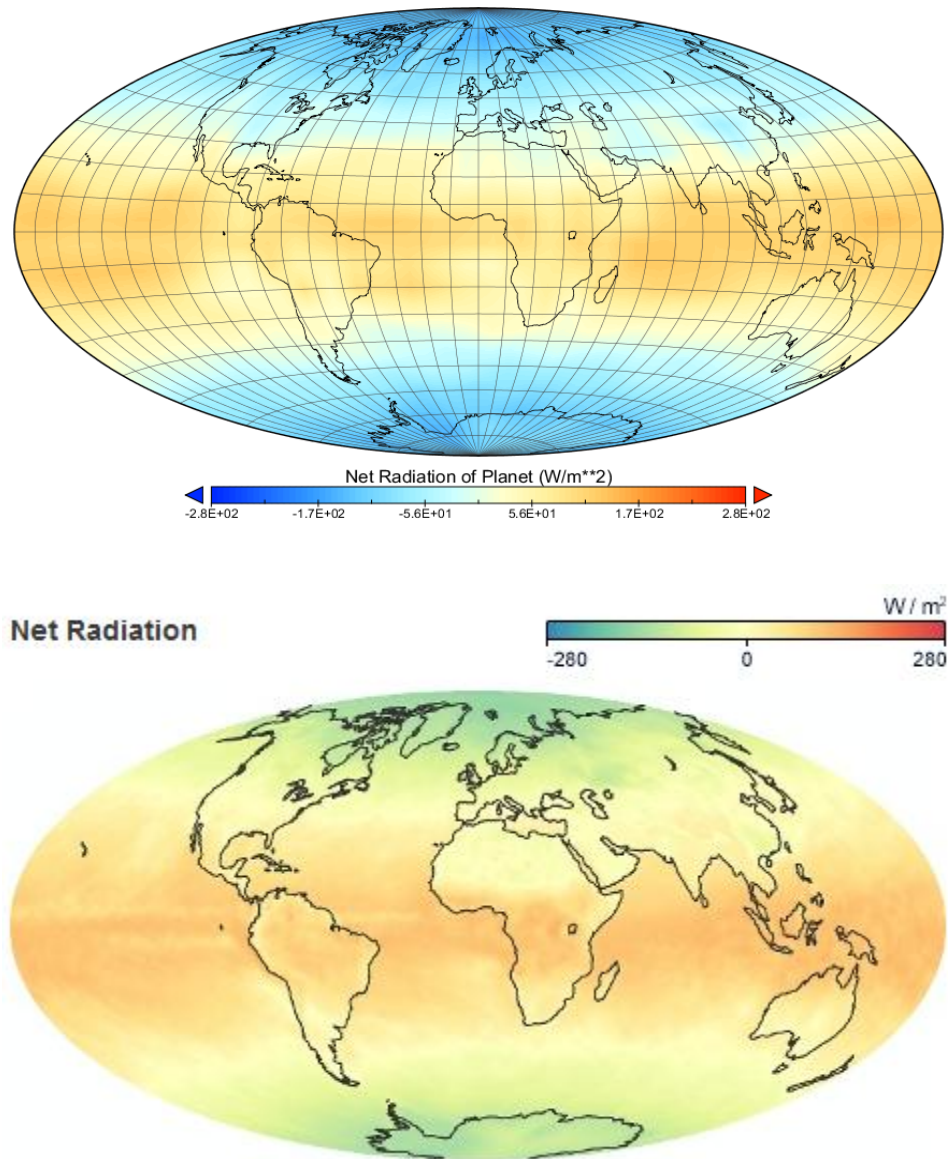 Net Radiation of Planet (W/m**2)
-2.8E+02 -1.7E+02 -5.6E+01 5.6E+01 1.7E+02 2.8E+02
W / m²
Net Radiation
-280 0 280